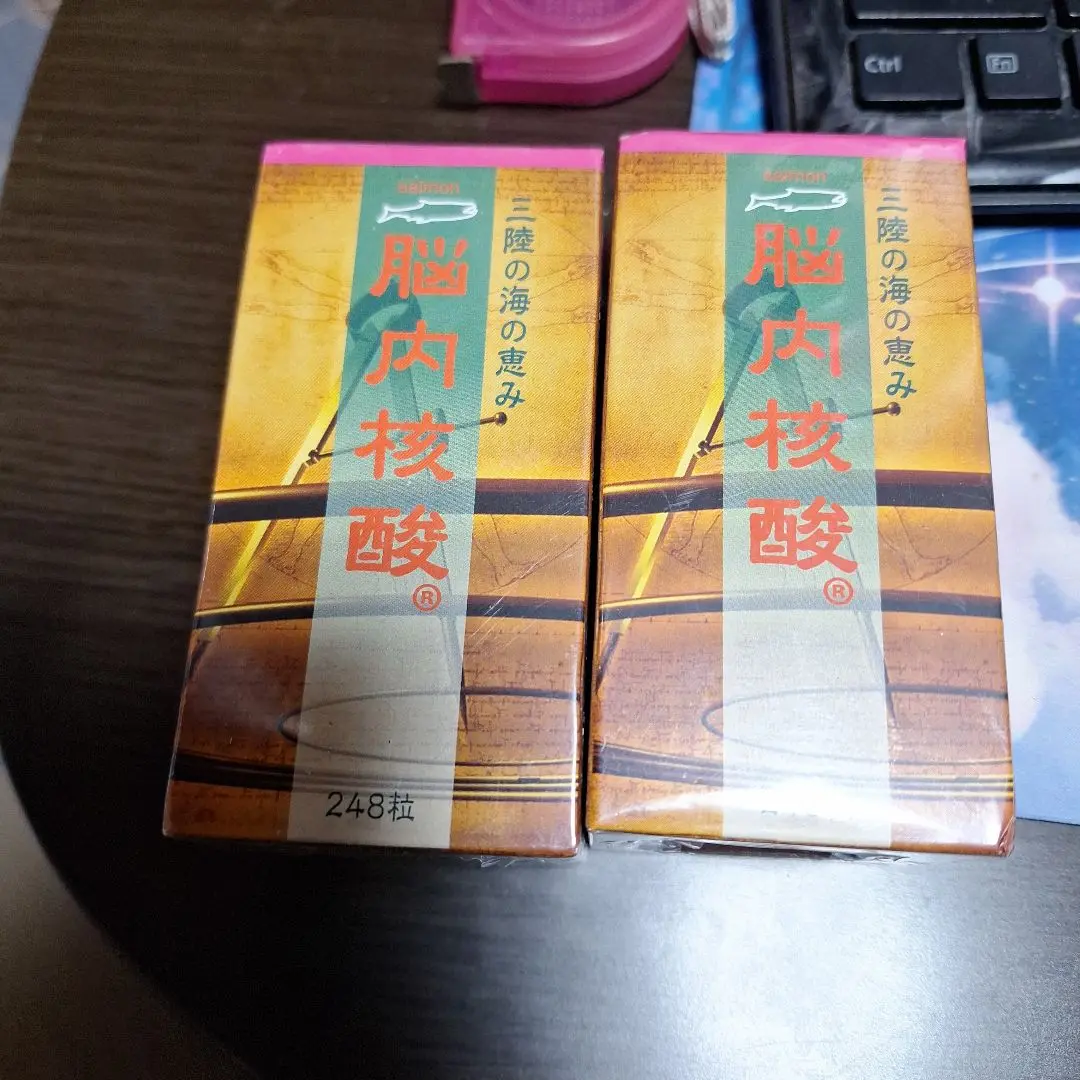 Ctrl
Fn
salmon
三陸の海の恵み
脳内核酸®
248粒
salmon
三陸の海の恵み
脳内核酸®